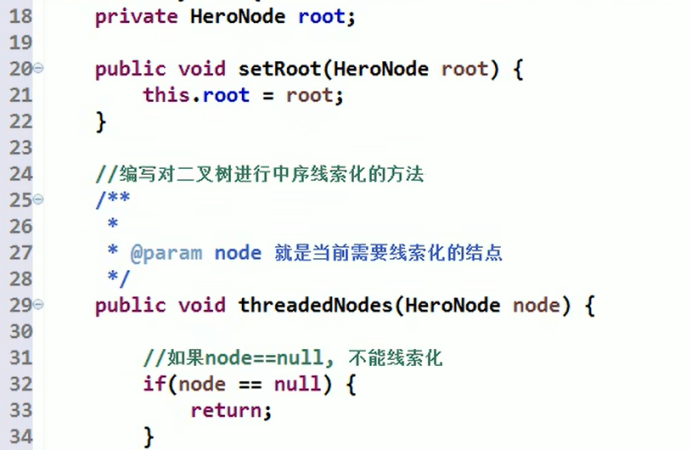 18 private HeroNode root;
19
20 public void setRoot(HeroNode root) {
21 this.root = root;
22 }
23
24 //编写对二叉树进行中序线索化的方法
25 /**
26 *
27 * @param node 就是当前需要线索化的结点
28 */
29 public void threadedNodes(HeroNode node) {
30
31 //如果node==null, 不能线索化
32 if(node == null) {
33 return;
34 }